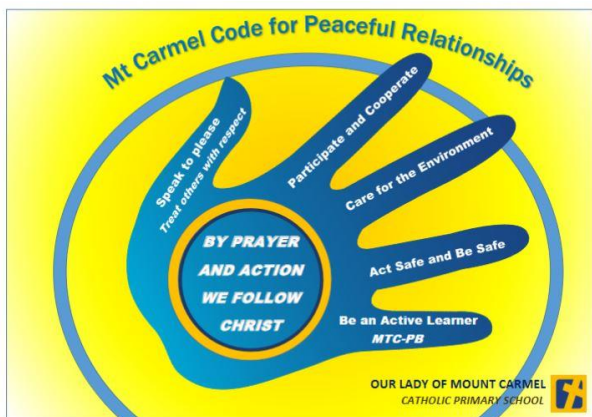 Mt Carmel Code for Peaceful Relationships
Speak to please
Treat others with respect
Participate and Cooperate
Care for the Environment
Act Safe and Be Safe
Be an Active Learner
MTC-PB
BY PRAYER
AND ACTION
WE FOLLOW
CHRIST
OUR LADY OF MOUNT CARMEL
CATHOLIC PRIMARY SCHOOL